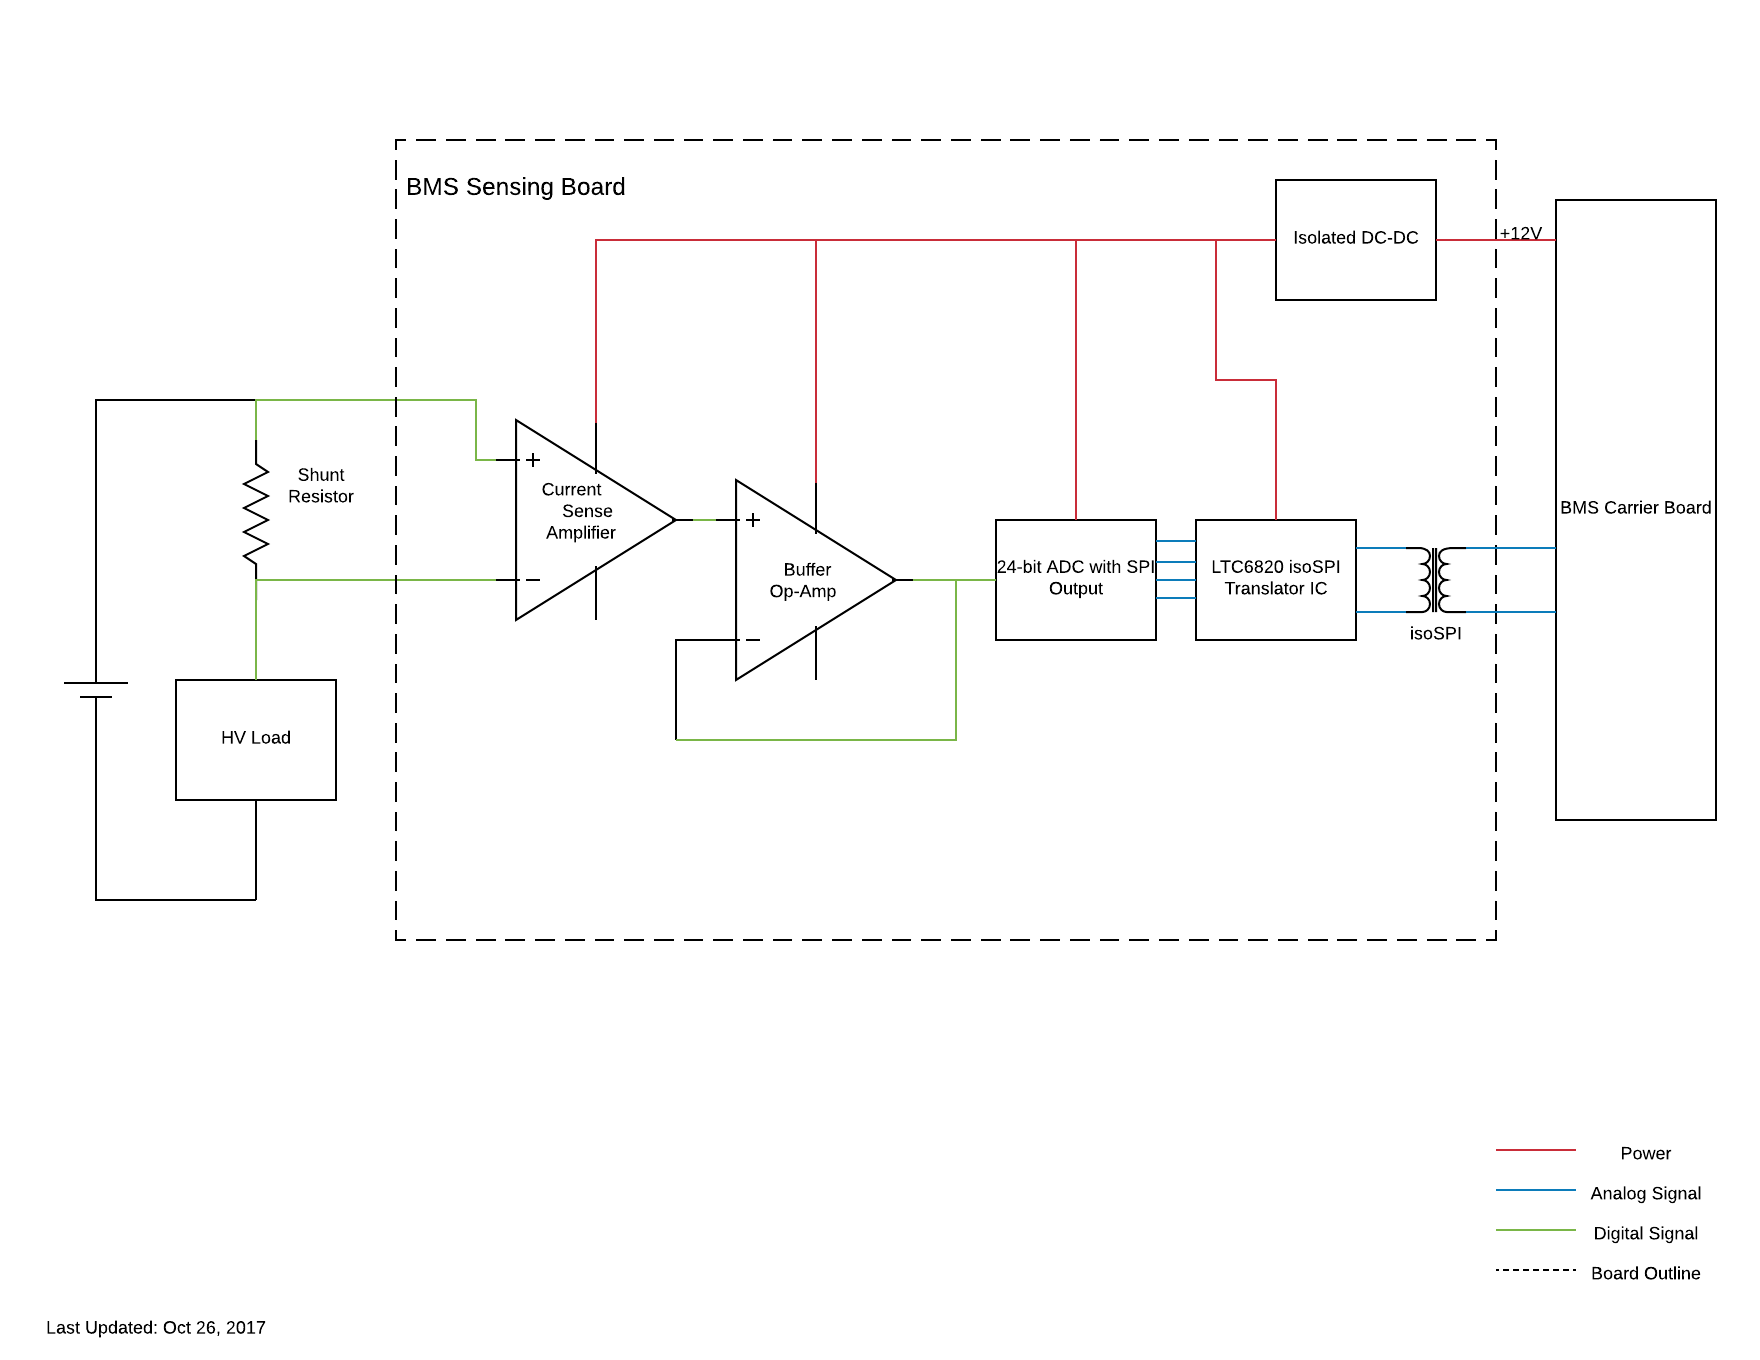 BMS Sensing Board
Isolated DC-DC
+12V
Shunt
Resistor
+
Current
Sense
Amplifier
−
+
Buffer
Op-Amp
−
24-bit ADC with SPI
Output
LTC6820 isoSPI
Translator IC
isoSPI
BMS Carrier Board
HV Load
Power
Analog Signal
Digital Signal
Board Outline
Last Updated: Oct 26, 2017